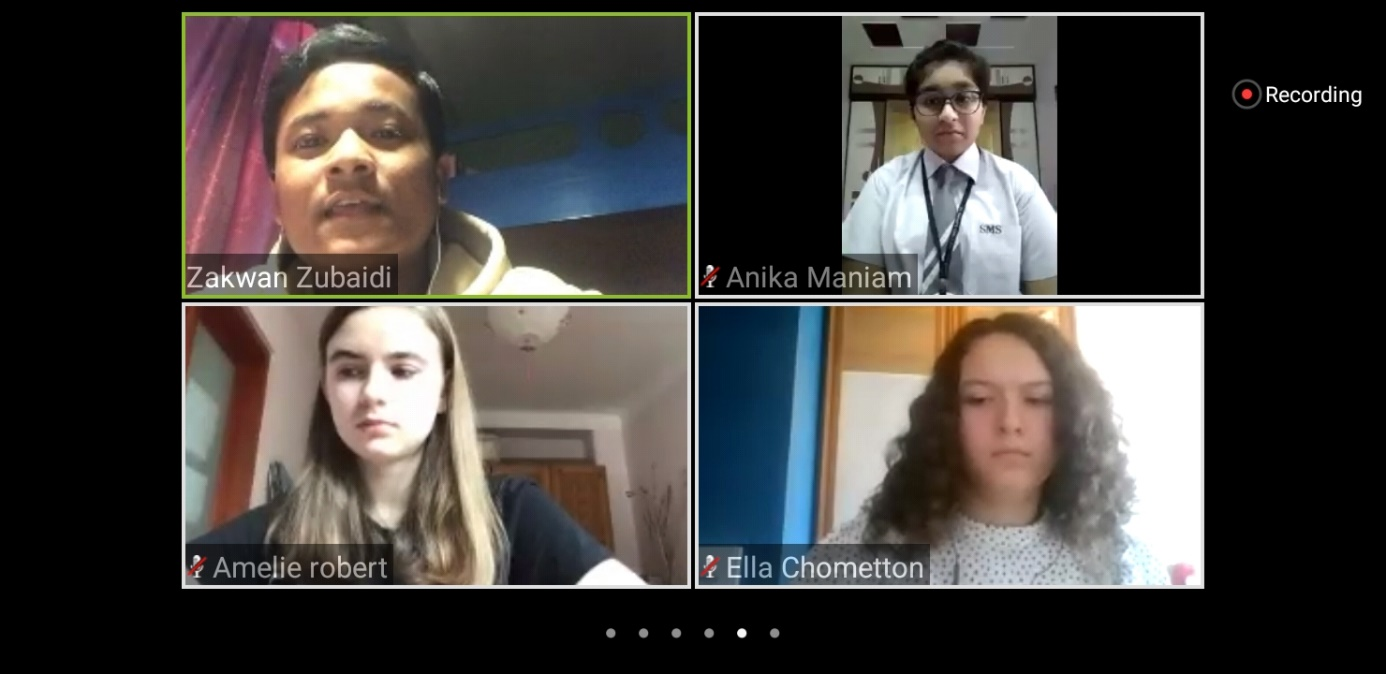 Recording
Zakwan Zubaidi
SMS
Anika Maniam
Amelie robert
Ella Chometton